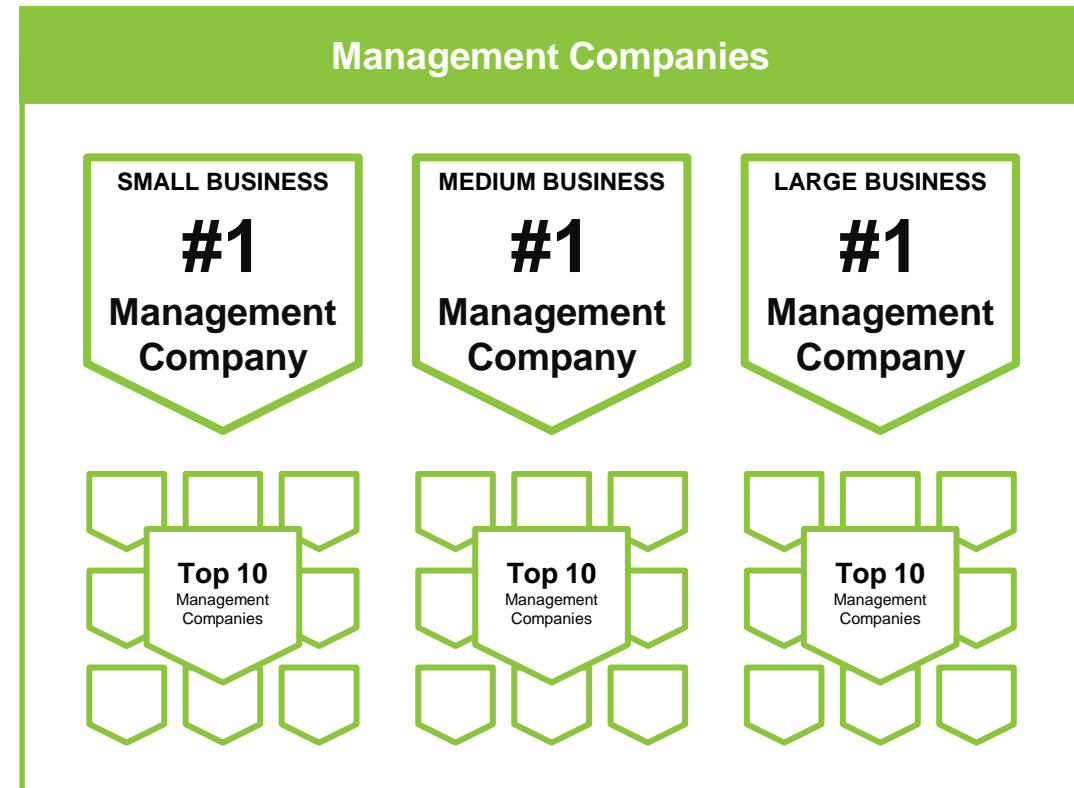 Management Companies
SMALL BUSINESS
#1
Management
Company
MEDIUM BUSINESS
#1
Management
Company
LARGE BUSINESS
#1
Management
Company
Top 10
Management
Companies
Top 10
Management
Companies
Top 10
Management
Companies